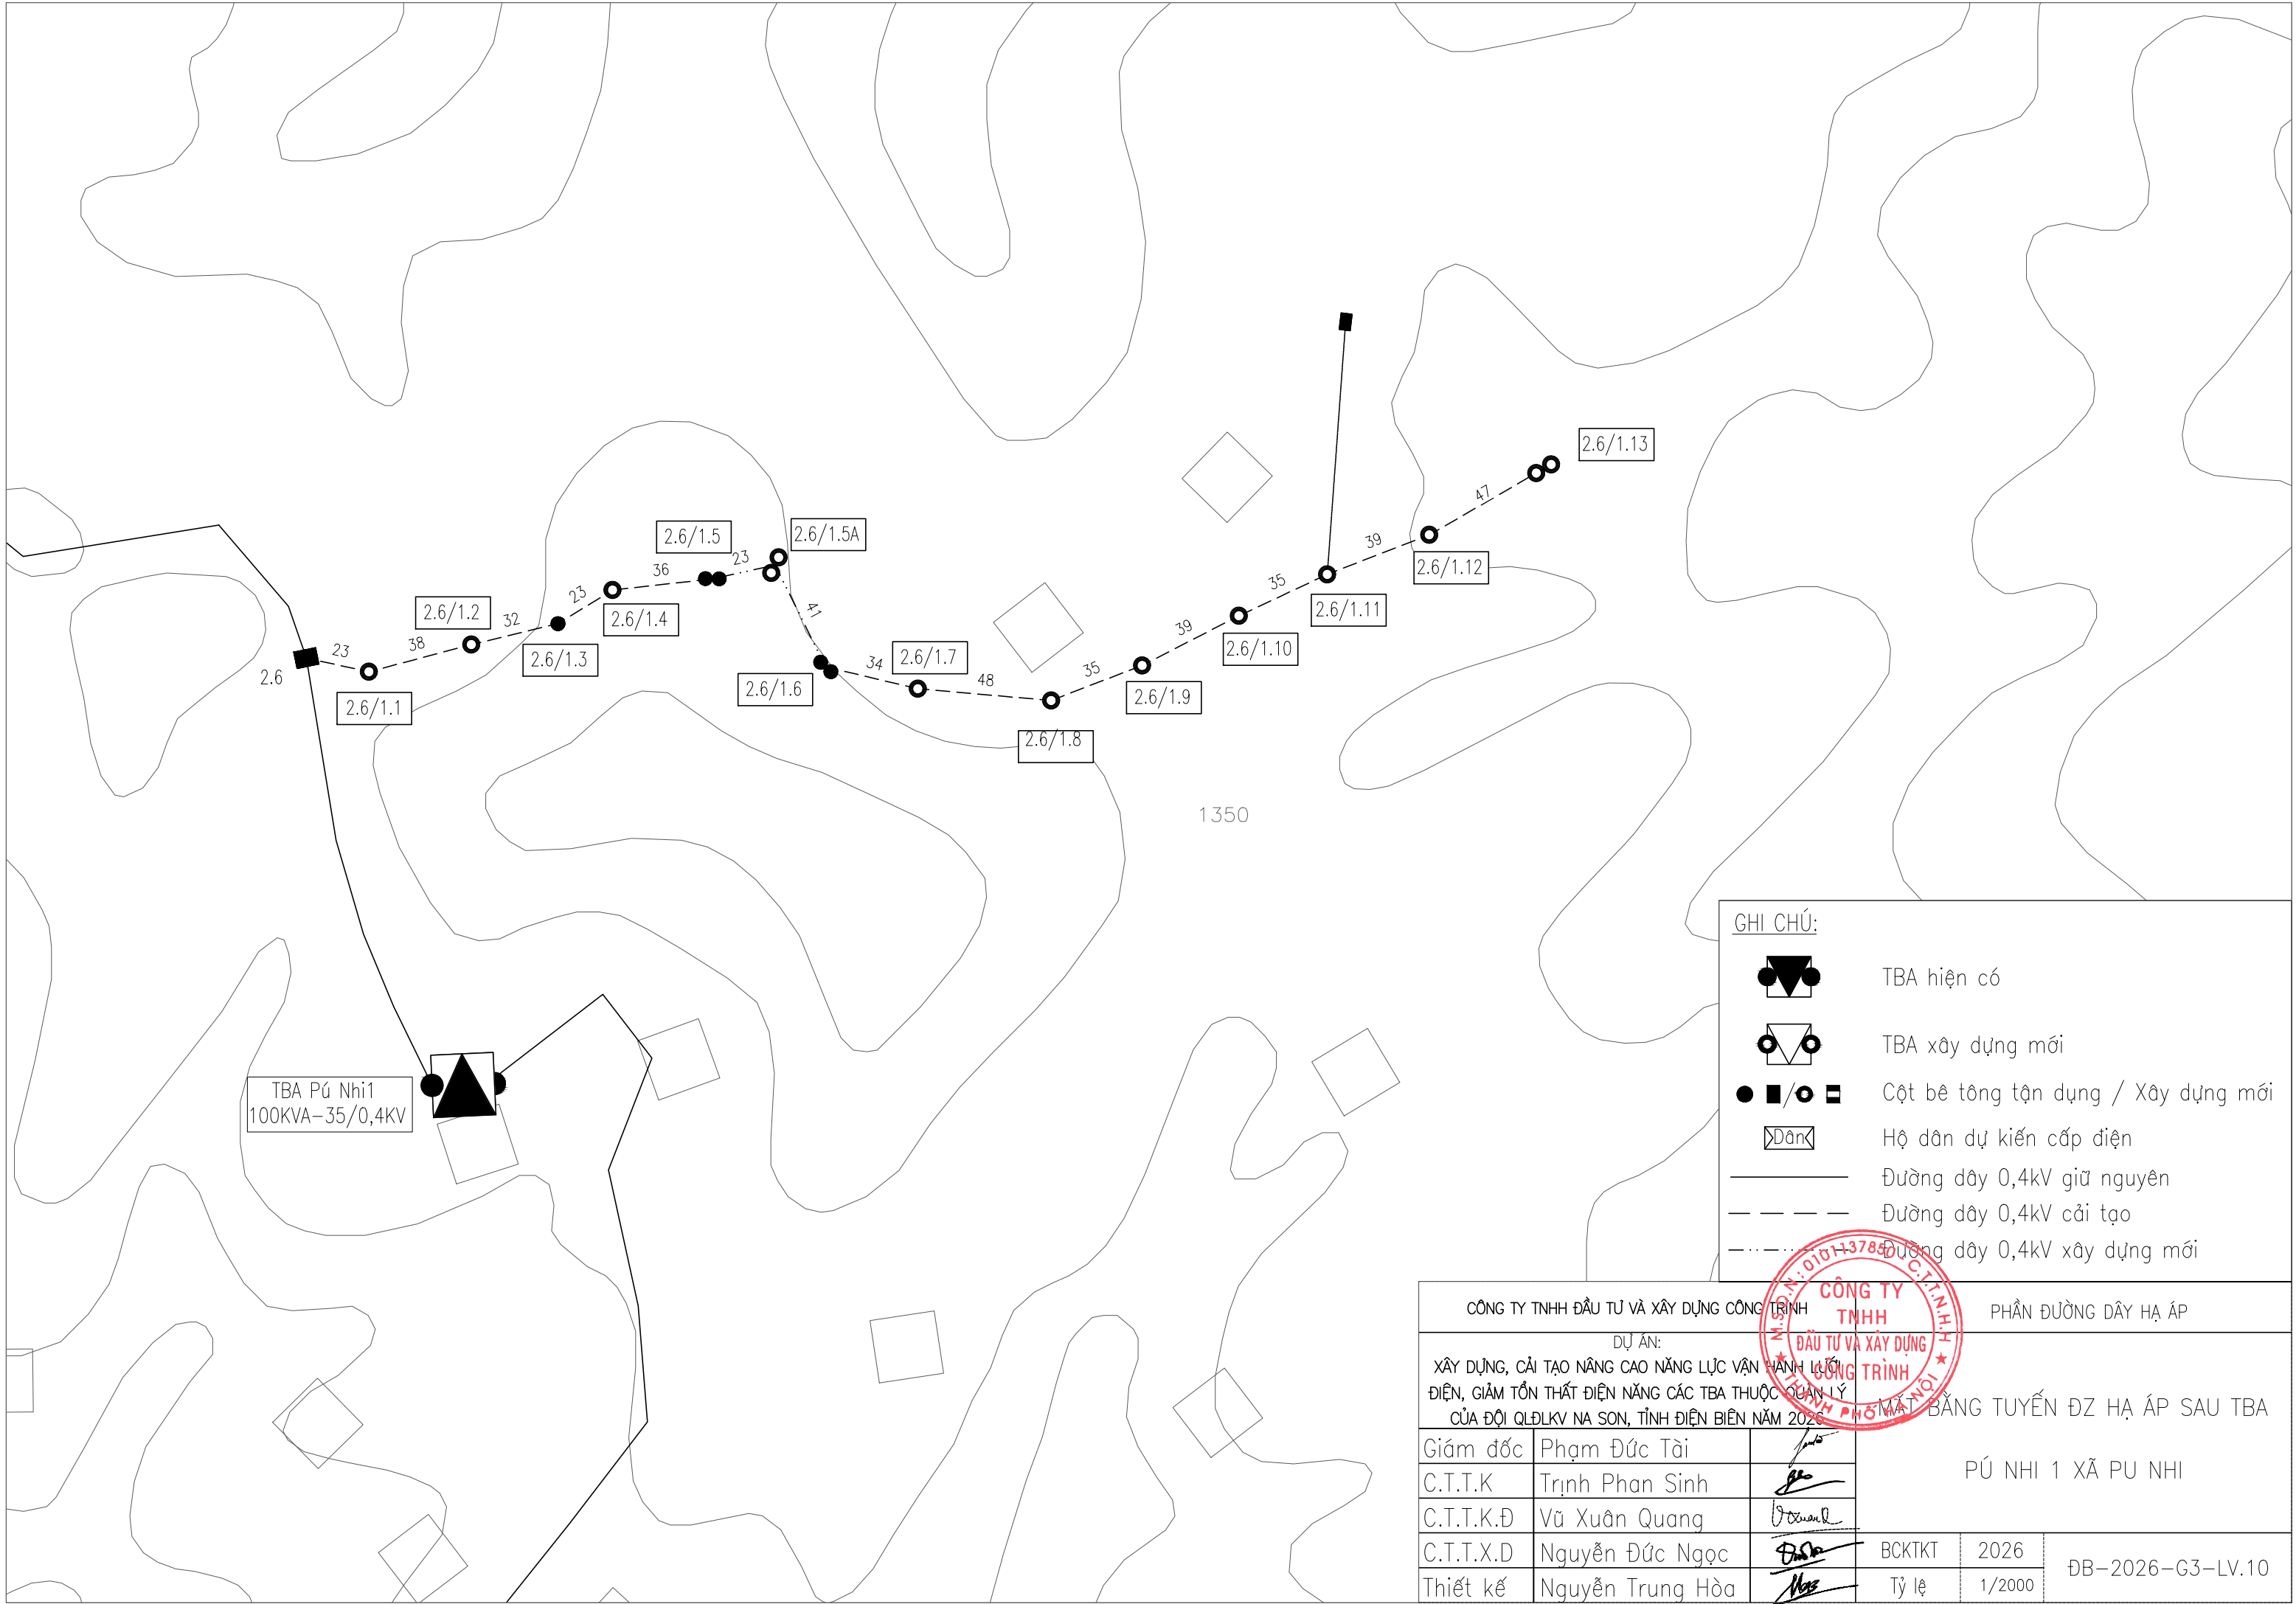 2.6/1.13
47
39
2.6/1.12
2.6/1.5
2.6/1.5A
23
36
23
2.6/1.4
41
35
2.6/1.11
2.6/1.2
32
38
23
2.6
2.6/1.1
2.6/1.3
39
2.6/1.10
2.6/1.7
34
48
2.6/1.6
35
2.6/1.9
2.6/1.8
1350
TBA Pú Nhi1
100KVA-35/0,4KV
GHI CHÚ:
TBA hiện có
TBA xây dựng mới
Cột bê tông tận dụng / Xây dựng mới
Dân
Hộ dân dự kiến cấp điện
Đường dây 0,4kV giữ nguyên
Đường dây 0,4kV cải tạo
Đường dây 0,4kV xây dựng mới
CÔNG TY TNHH ĐẦU TƯ VÀ XÂY DỰNG CÔNG TRÌNH
PHẦN ĐƯỜNG DÂY HẠ ÁP
DỰ ÁN:
XÂY DỰNG, CẢI TẠO NÂNG CAO NĂNG LỰC VẬN HÀNH LƯỚI
ĐIỆN, GIẢM TỔN THẤT ĐIỆN NĂNG CÁC TBA THUỘC QUẢN LÝ
CỦA ĐỘI QLĐLKV NA SON, TỈNH ĐIỆN BIÊN NĂM 2026
MẶT BẰNG TUYẾN ĐZ HẠ ÁP SAU TBA
PÚ NHI 1 XÃ PU NHI
Giám đốc Phạm Đức Tài
C.T.T.K Trịnh Phan Sinh
C.T.T.K.Đ Vũ Xuân Quang
C.T.T.X.D Nguyễn Đức Ngọc
Thiết kế Nguyễn Trung Hòa
BCKTKT 2026
Tỷ lệ 1/2000
ĐB-2026-G3-LV.10
M.S.D.N: 0101137850 - C.T.T.N.H.H
CÔNG TY
TNHH
ĐẦU TƯ VÀ XÂY DỰNG
CÔNG TRÌNH
THÀNH PHỐ HÀ NỘI